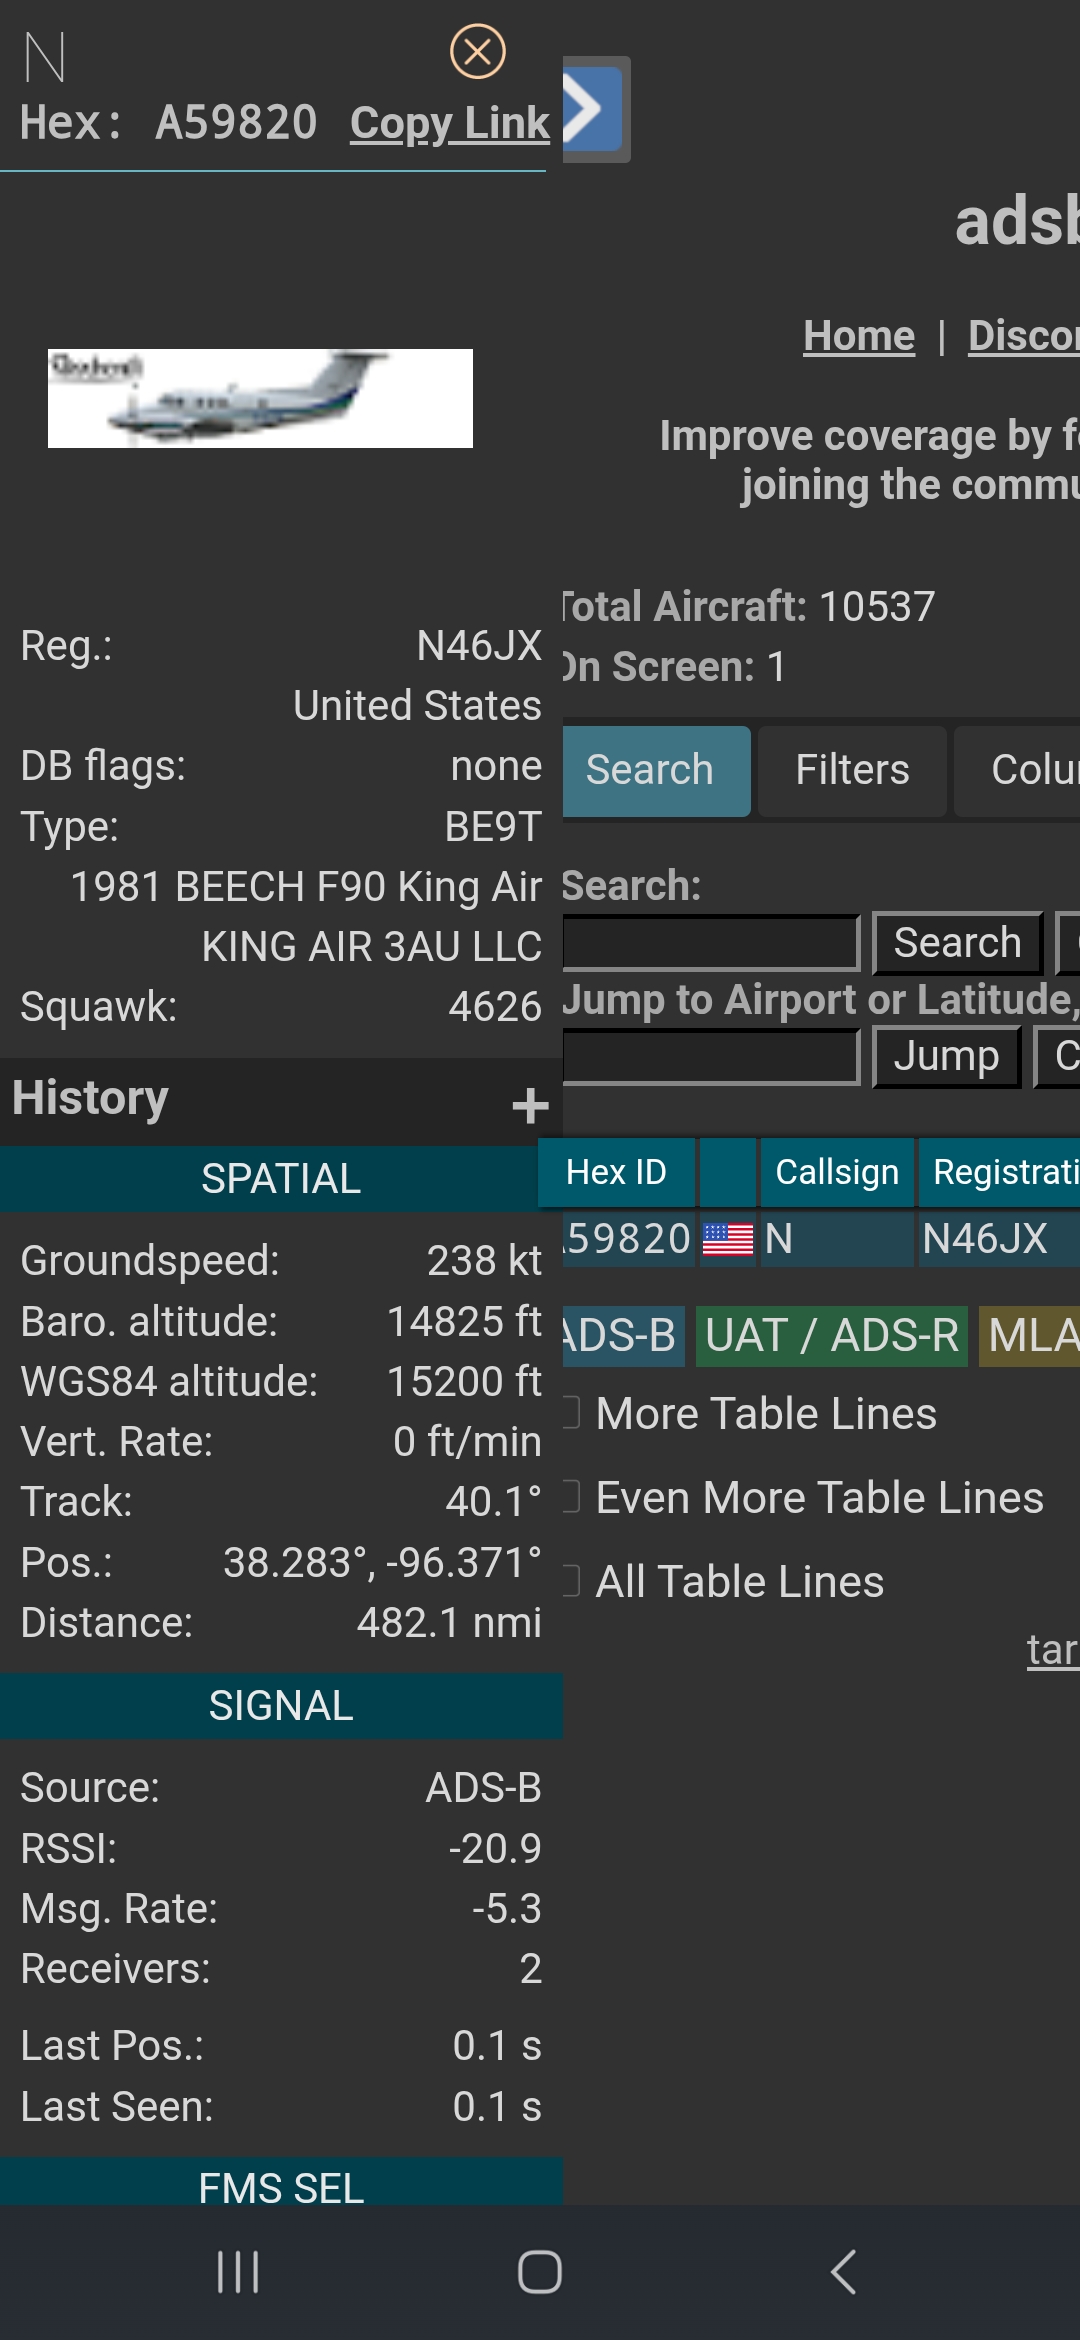 N
Hex: A59820 Copy Link
Reg.: N46JX
United States
DB flags: none
Type: BE9T
1981 BEECH F90 King Air
KING AIR 3AU LLC
Squawk: 4626
History +
SPATIAL
Groundspeed: 238 kt
Baro. altitude: 14825 ft
WGS84 altitude: 15200 ft
Vert. Rate: 0 ft/min
Track: 40.1°
Pos.: 38.283°, -96.371°
Distance: 482.1 nmi
SIGNAL
Source: ADS-B
RSSI: -20.9
Msg. Rate: -5.3
Receivers: 2
Last Pos.: 0.1 s
Last Seen: 0.1 s
FMS SEL
adsb
Home | Discor
Improve coverage by fe
joining the commu
Total Aircraft: 10537
On Screen: 1
Search Filters Colu
Search:
Search
Jump to Airport or Latitude,
Jump C
Hex ID Callsign Registrati
59820 N N46JX
ADS-B UAT / ADS-R MLA
More Table Lines
Even More Table Lines
All Table Lines
tar